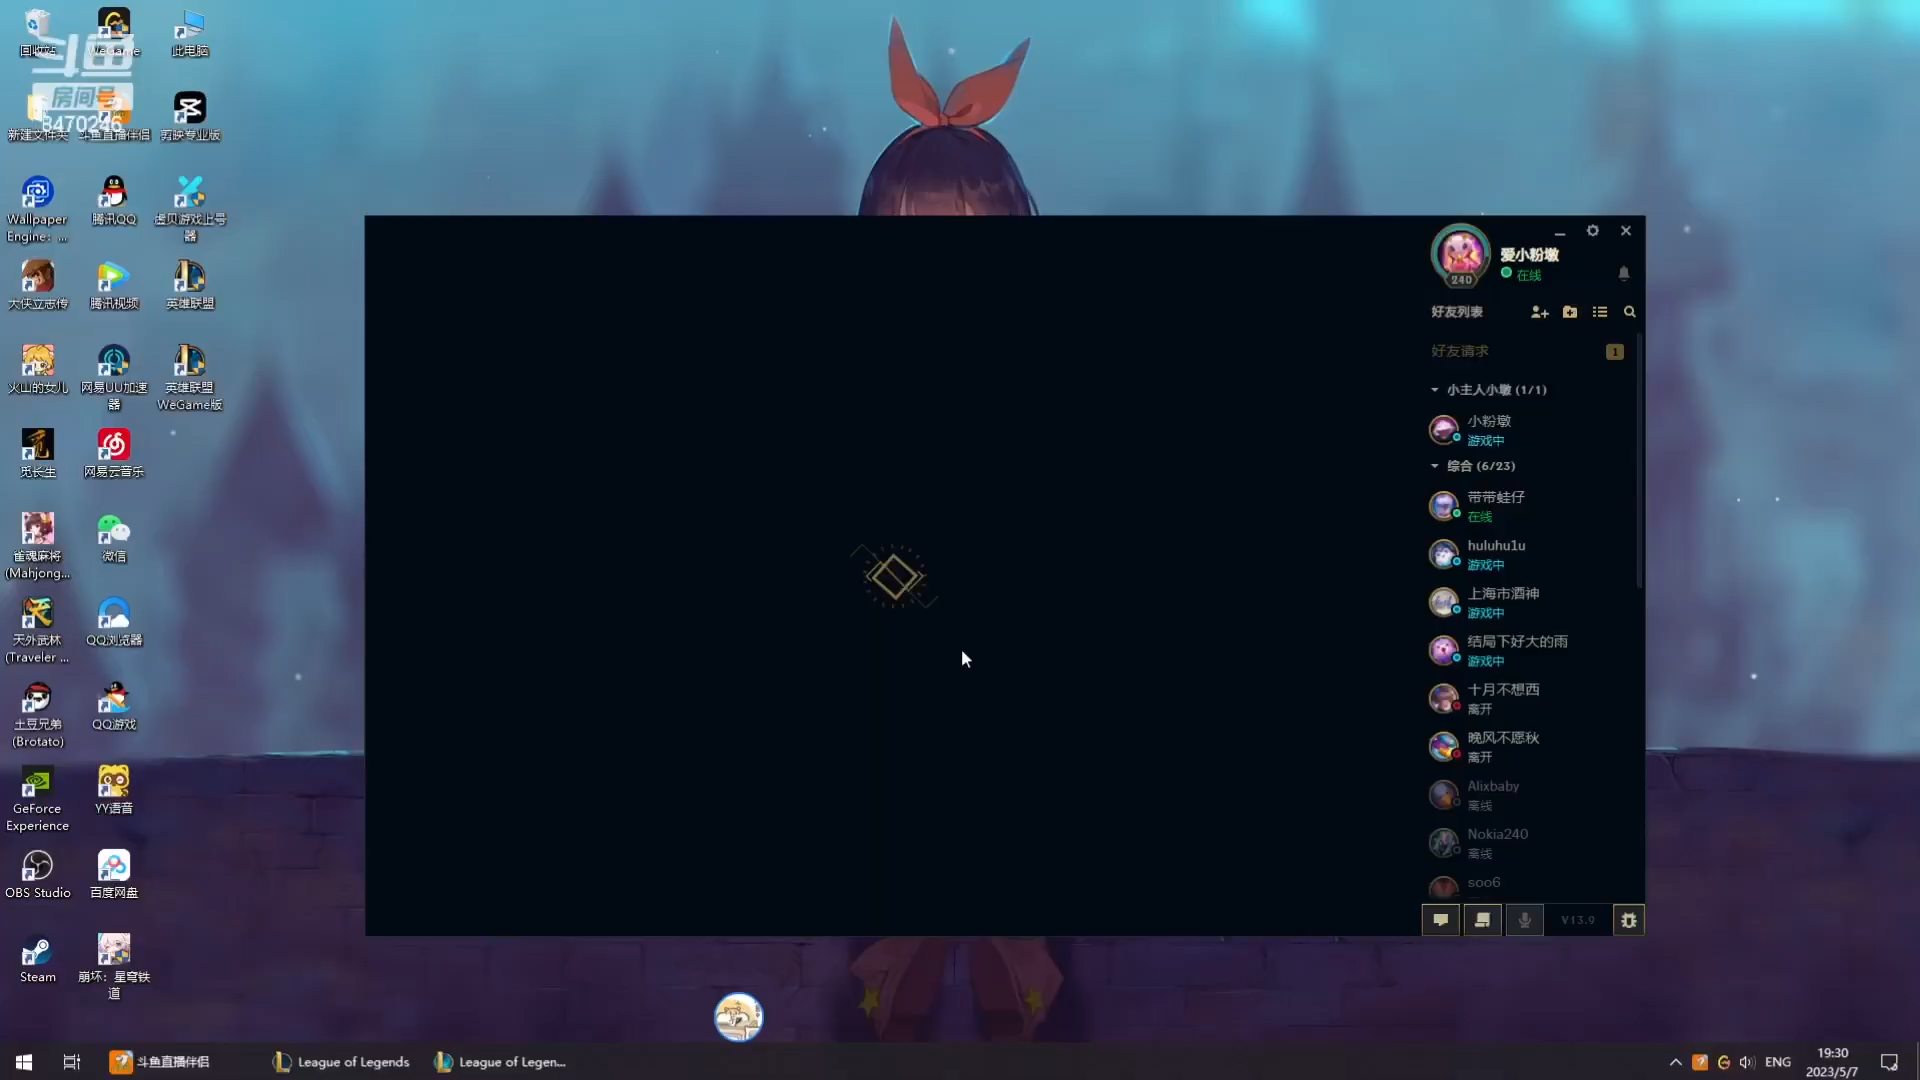 回收站
WeGame
此电脑
斗鱼
房间号
8470246
新建文件夹
斗鱼直播伴侣
剪映专业版
Wallpaper
Engine：...
腾讯QQ
虚贝游戏上号
器
大侠立志传
腾讯视频
英雄联盟
火山的女儿
网易UU加速
器
英雄联盟
WeGame版
觅长生
网易云音乐
雀魂麻将
(Mahjong...
微信
天外武林
(Traveler ...
QQ浏览器
土豆兄弟
(Brotato)
QQ游戏
GeForce
Experience
YY语音
OBS Studio
百度网盘
Steam
崩坏：星穹铁
道
240
爱小粉墩
在线
好友列表
好友请求
1
小主人小墩 (1/1)
小粉墩
游戏中
综合 (6/23)
带带蛙仔
在线
huluhu1u
游戏中
上海市酒神
游戏中
结局下好大的雨
游戏中
十月不想西
离开
晚风不愿秋
离开
Alixbaby
离线
Nokia240
离线
soo6
V13.9
斗鱼直播伴侣
League of Legends
League of Legen...
ENG
19:30
2023/5/7